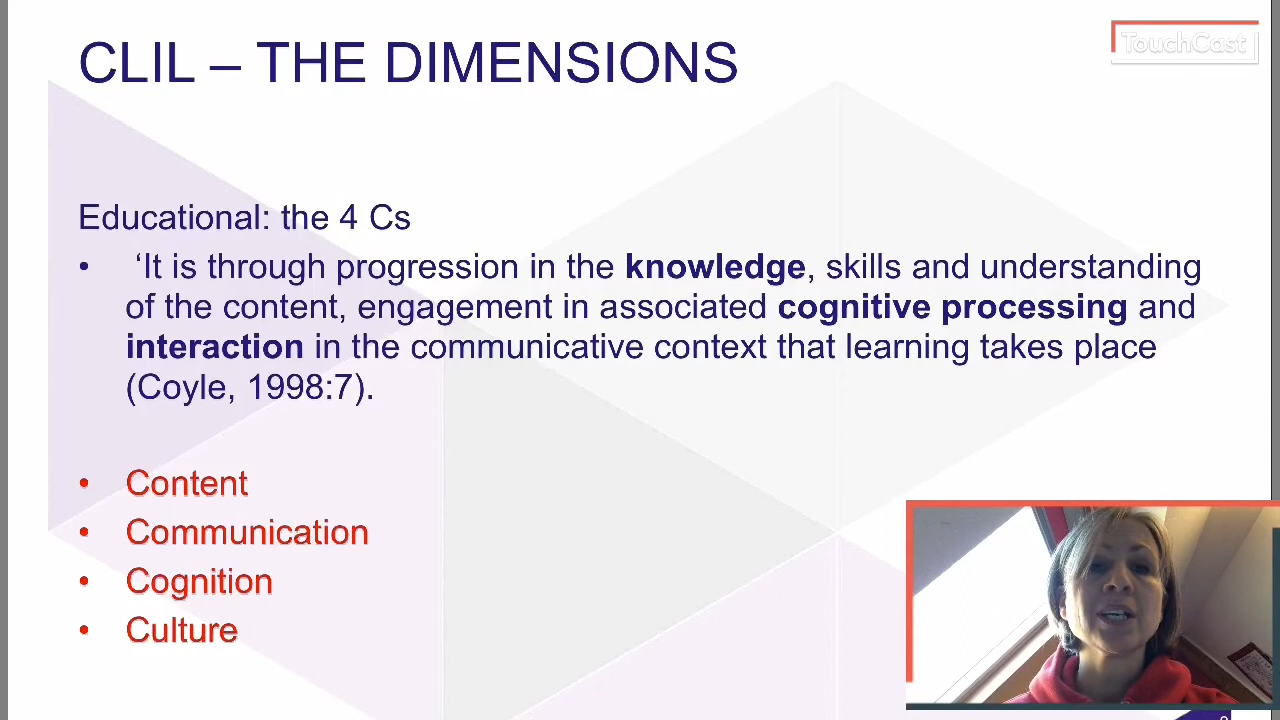 CLIL – THE DIMENSIONS
TouchCast
Educational: the 4 Cs
• ‘It is through progression in the knowledge, skills and understanding
of the content, engagement in associated cognitive processing and
interaction in the communicative context that learning takes place
(Coyle, 1998:7).
• Content
• Communication
• Cognition
• Culture